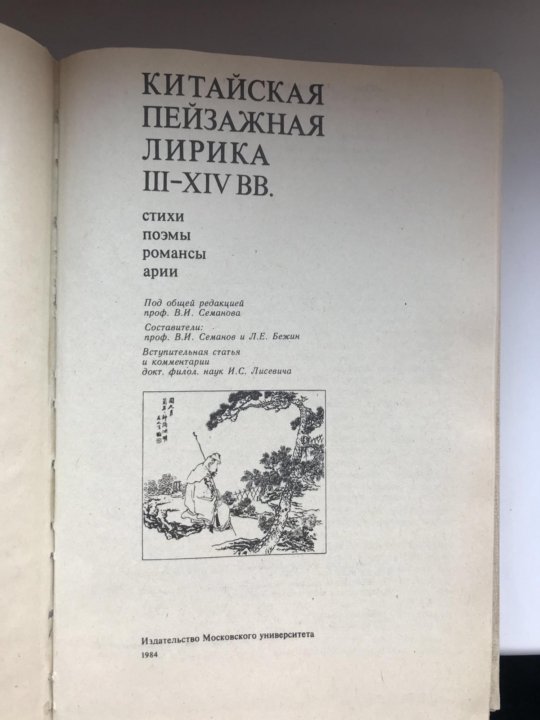 КИТАЙСКАЯ
ПЕЙЗАЖНАЯ
ЛИРИКА
III–XIV ВВ.
стихи
поэмы
романсы
арии
Под общей редакцией
проф. В.И. Семанова
Составители:
проф. В.И. Семанов и Л.Е. Бежин
Вступительная статья
и комментарии
докт. филол. наук И.С. Лисевича
Издательство Московского университета
1984